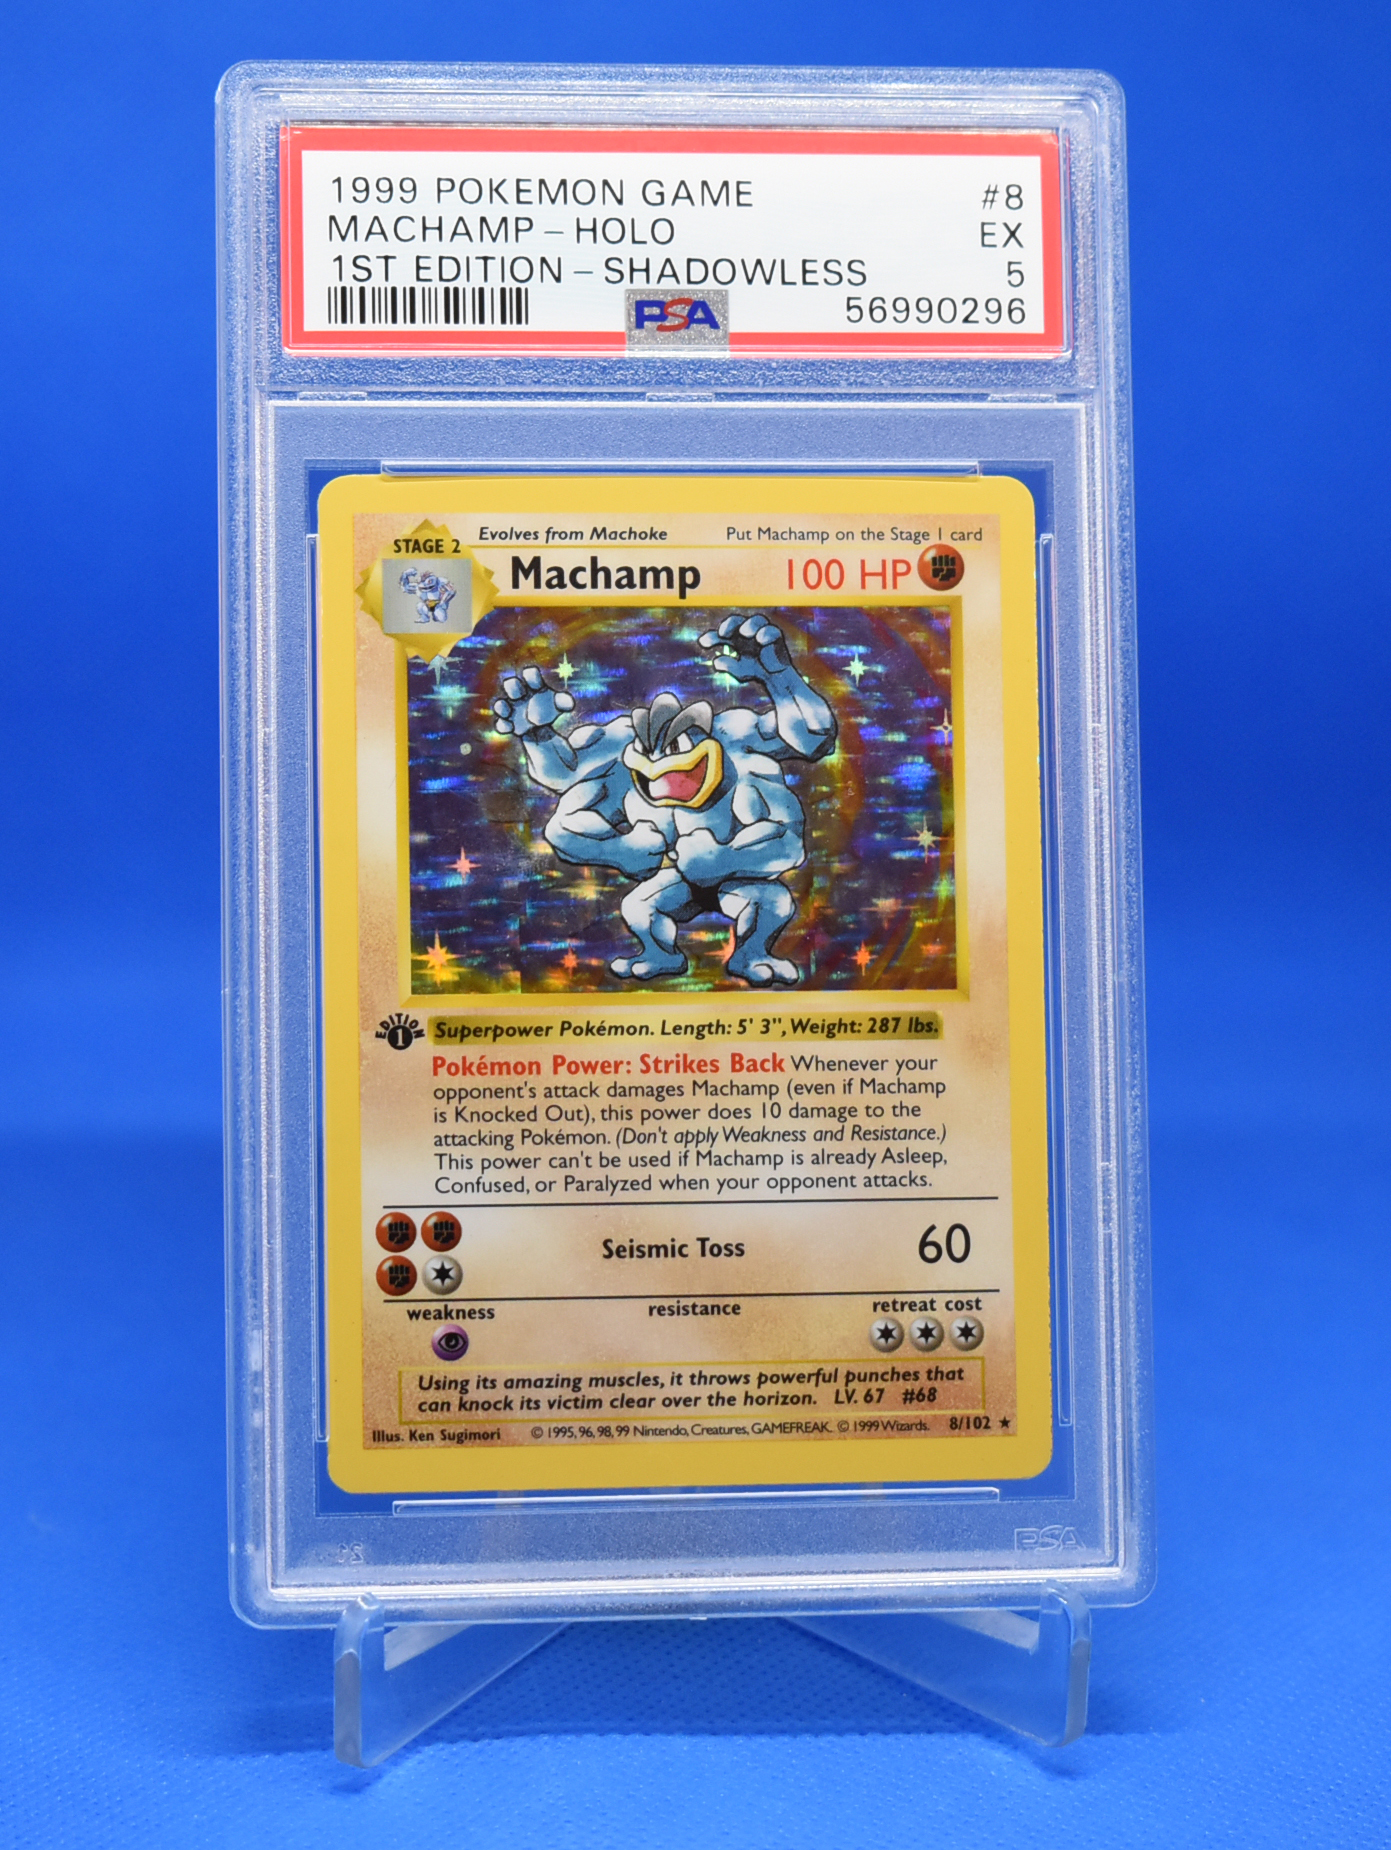 1999 POKEMON GAME #8
MACHAMP - HOLO EX
1ST EDITION - SHADOWLESS 5
PSA 56990296
STAGE 2
Evolves from Machoke Put Machamp on the Stage 1 card
Machamp 100 HP
EDITION 1
Superpower Pokémon. Length: 5' 3", Weight: 287 lbs.
Pokémon Power: Strikes Back Whenever your
opponent's attack damages Machamp (even if Machamp
is Knocked Out), this power does 10 damage to the
attacking Pokémon. (Don't apply Weakness and Resistance.)
This power can't be used if Machamp is already Asleep,
Confused, or Paralyzed when your opponent attacks.
Seismic Toss 60
weakness resistance retreat cost
Using its amazing muscles, it throws powerful punches that
can knock its victim clear over the horizon. LV. 67 #68
Illus. Ken Sugimori © 1995, 96, 98, 99 Nintendo, Creatures, GAMEFREAK. © 1999 Wizards. 8/102 ★
PSA